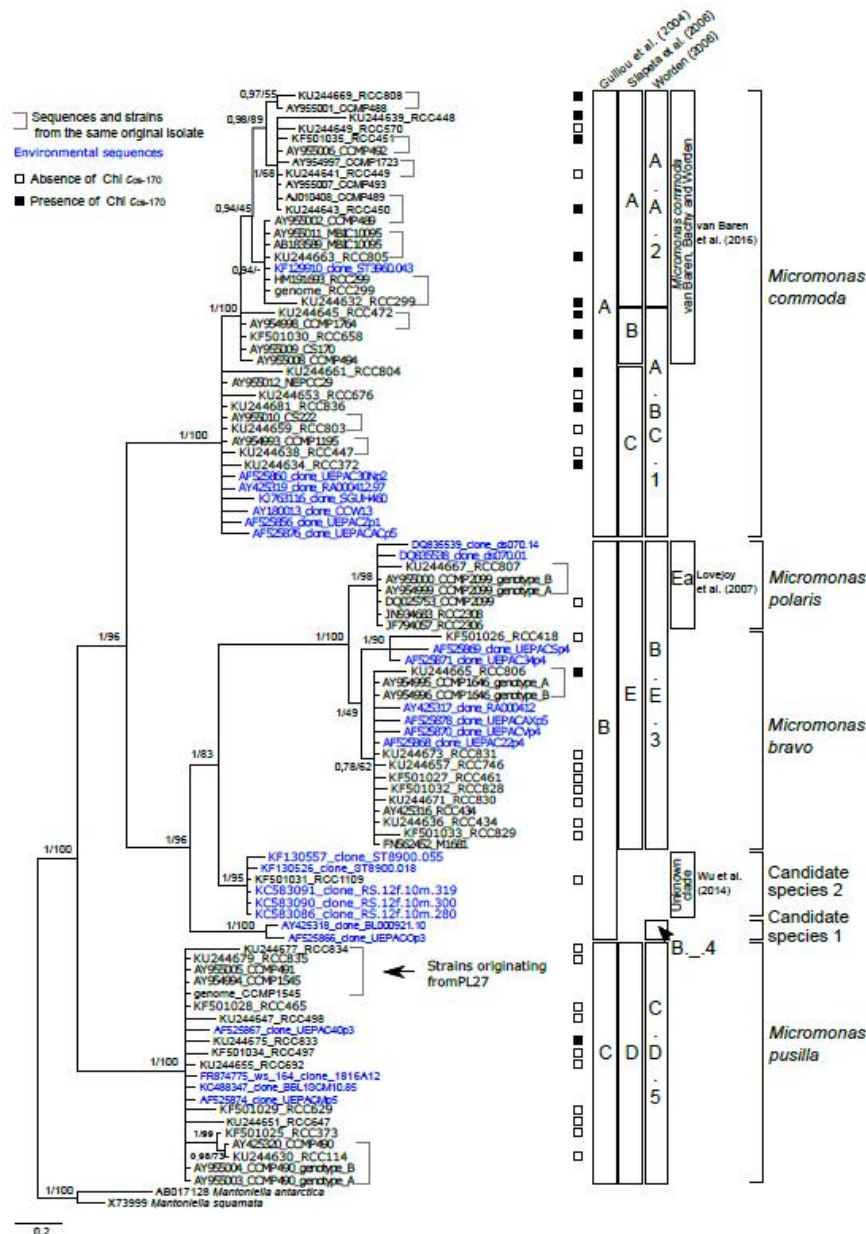 Guillou et al. (2004)
Slapeta et al. (2006)
Worden (2006)
Sequences and strains
from the same original isolate
Environmental sequences
Absence of Chl cCS-170
Presence of Chl cCS-170
0,97/55
KU244669_RCC808
AY955001_CCMP488
0,98/89
KU244639_RCC448
KU244649_RCC570
KF501035_RCC451
AY955006_CCMP492
AY954997_CCMP1723
1/68
KU244641_RCC449
AY955007_CCMP493
AJ010408_CCMP489
KU244643_RCC450
0,94/45
AY955002_CCMP489
AY955011_MBIC10095
AB183589_MBIC10095
KU244663_RCC805
0,94/-
KF129910_clone_ST3960.043
HM191693_RCC299
genome_RCC299
KU244632_RCC299
1/100
KU244645_RCC472
AY954998_CCMP1764
KF501030_RCC658
AY955009_CS170
AY955008_CCMP494
KU244661_RCC804
AY955012_NEPCC29
KU244653_RCC676
KU244681_RCC836
AY955010_CS222
KU244659_RCC803
1/100
AY954993_CCMP1195
KU244638_RCC447
KU244634_RCC372
AF525860_clone_UEPAC30Np2
AY425319_clone_RA000412.97
KJ763116_clone_SGUH460
AY180013_clone_CCW13
AF525856_clone_UEPACZp1
AF525876_clone_UEPACACp5
A
A
B
C
A.A.2
A.BC.1
Micromonas commoda
van Baren, Bachy and Worden
van Baren
et al. (2016)
Micromonas
commoda
DQ835539_clone_ds070.14
DQ835538_clone_ds070.01
KU244667_RCC807
1/98
AY955000_CCMP2099_genotype_B
AY954999_CCMP2099_genotype_A
DQ025753_CCMP2099
JN934683_RCC2308
JF794057_RCC2306
Ea
Lovejoy
et al. (2007)
Micromonas
polaris
1/96
1/100
1/90
KF501026_RCC418
AF525869_clone_UEPACSp4
AF525871_clone_UEPAC34p4
KU244665_RCC806
AY954995_CCMP1646_genotype_A
AY954996_CCMP1646_genotype_B
1/49
AY425317_clone_RA000412
AF525878_clone_UEPACAXp5
AF525870_clone_UEPACVp4
AF525868_clone_UEPAC22p4
KU244673_RCC831
1/83
0,78/62
KU244657_RCC746
KF501027_RCC461
KF501032_RCC828
KU244671_RCC830
AY425316_RCC434
KU244636_RCC434
KF501033_RCC829
FN562452_M1681
B
E
B.E.3
Micromonas
bravo
1/96
KF130557_clone_ST8900.055
KF130526_clone_ST8900.018
1/95
KF501031_RCC1109
KC583091_clone_RS.12f.10m.319
KC583090_clone_RS.12f.10m.300
KC583086_clone_RS.12f.10m.280
Unknown
clade
Wu et al.
(2014)
Candidate
species 2
1/100
1/100
AY425318_clone_BL000921.10
AF525866_clone_UEPACOp3
Candidate
species 1
B._.4
KU244677_RCC834
KU244679_RCC835
AY955005_CCMP491
AY954994_CCMP1545
genome_CCMP1545
Strains originating
fromPL27
KF501028_RCC465
KU244647_RCC498
AF525867_clone_UEPAC40p3
KU244675_RCC833
KF501034_RCC497
1/100
KU244655_RCC692
FR874775_ws_164_clone_1816A12
KC488347_clone_BBL13CM10.85
AF525874_clone_UEPACMp5
KF501029_RCC629
KU244651_RCC647
1/99
KF501025_RCC373
AY425320_CCMP490
0,98/73
KU244630_RCC114
AY955004_CCMP490_genotype_B
AY955003_CCMP490_genotype_A
C
D
C.D.5
Micromonas
pusilla
1/100
AB017128 Mantoniella antarctica
X73999 Mantoniella squamata
0.2